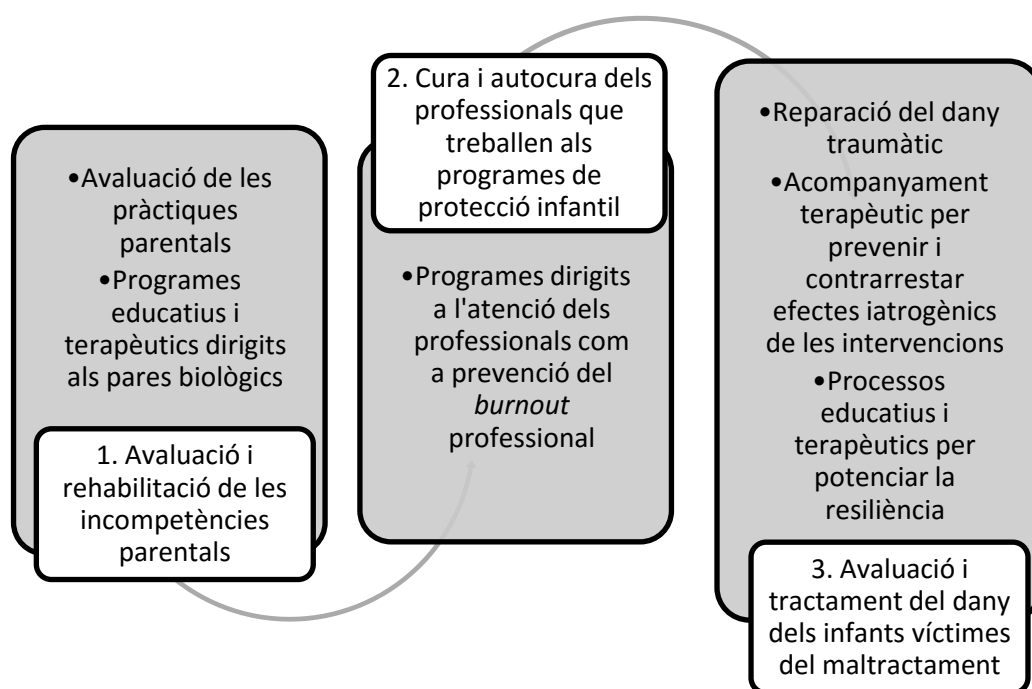 •Avaluació de les
pràctiques
parentals
•Programes
educatius i
terapèutics dirigits
als pares biològics
1. Avaluació i
rehabilitació de les
incompetències
parentals
2. Cura i autocura dels
professionals que
treballen als
programes de
protecció infantil
•Programes dirigits
a l'atenció dels
professionals com
a prevenció del
burnout
professional
•Reparació del dany
traumàtic
•Acompanyament
terapèutic per
prevenir i
contrarrestar
efectes iatrogènics
de les intervencions
•Processos
educatius i
terapèutics per
potenciar la
resiliència
3. Avaluació i
tractament del dany
dels infants víctimes
del maltractament